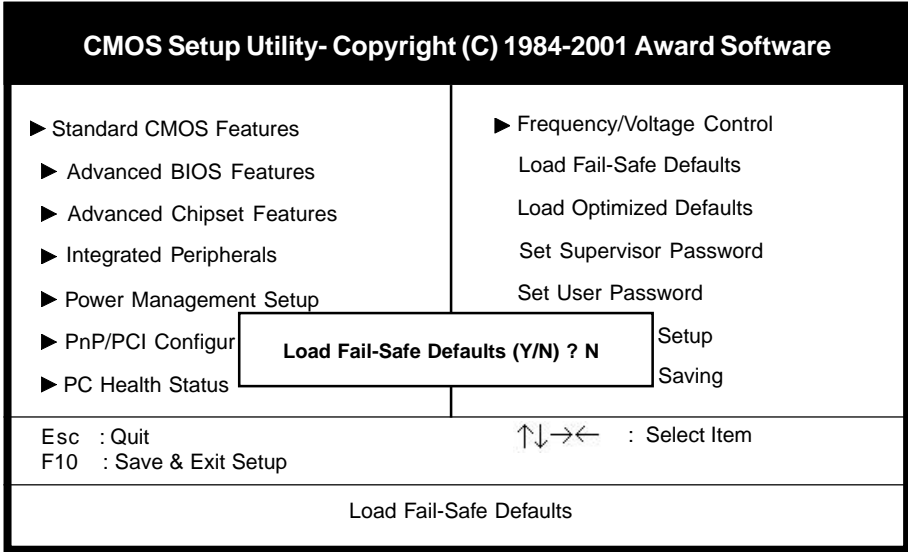 CMOS Setup Utility- Copyright (C) 1984-2001 Award Software
▶ Standard CMOS Features
▶ Advanced BIOS Features
▶ Advanced Chipset Features
▶ Integrated Peripherals
▶ Power Management Setup
▶ PnP/PCI Configur
▶ PC Health Status
▶ Frequency/Voltage Control
Load Fail-Safe Defaults
Load Optimized Defaults
Set Supervisor Password
Set User Password
Setup
Saving
Load Fail-Safe Defaults (Y/N) ? N
Esc : Quit
F10 : Save & Exit Setup
↑↓→← : Select Item
Load Fail-Safe Defaults